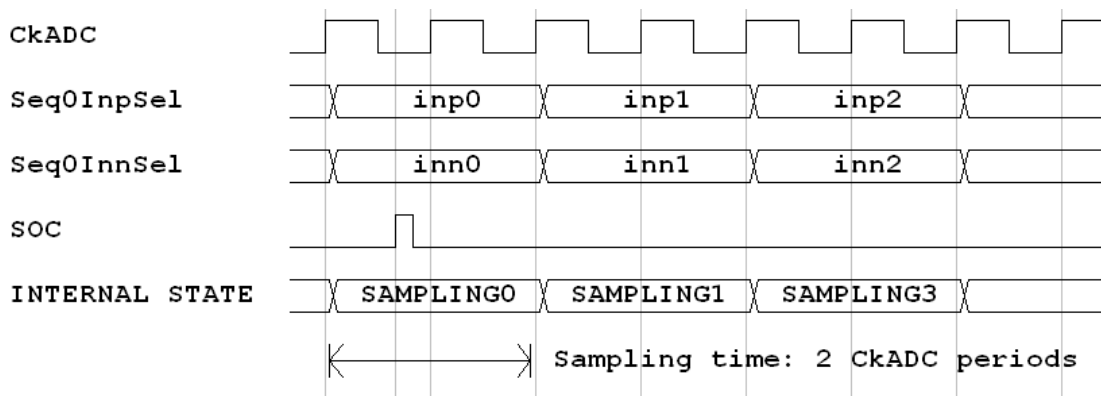 CkADC
Seq0InpSel inp0 inp1 inp2
Seq0InnSel inn0 inn1 inn2
SOC
INTERNAL STATE SAMPLING0 SAMPLING1 SAMPLING3
Sampling time: 2 CkADC periods